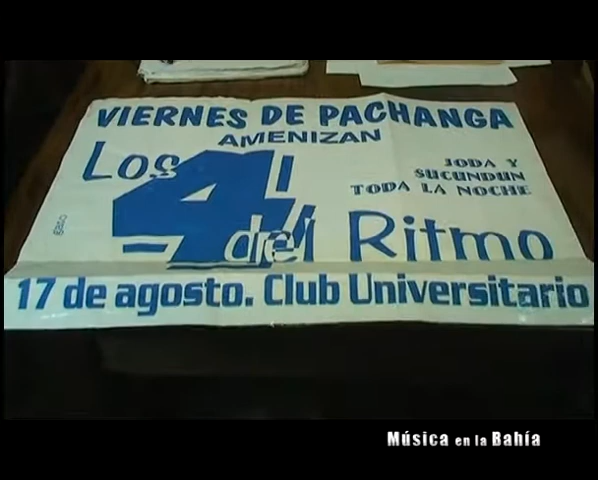 VIERNES DE PACHANGA
AMENIZAN
Los 4 del Ritmo
JODA Y
SUCUNDUN
TODA LA NOCHE
17 de agosto. Club Universitario
Música en la Bahía